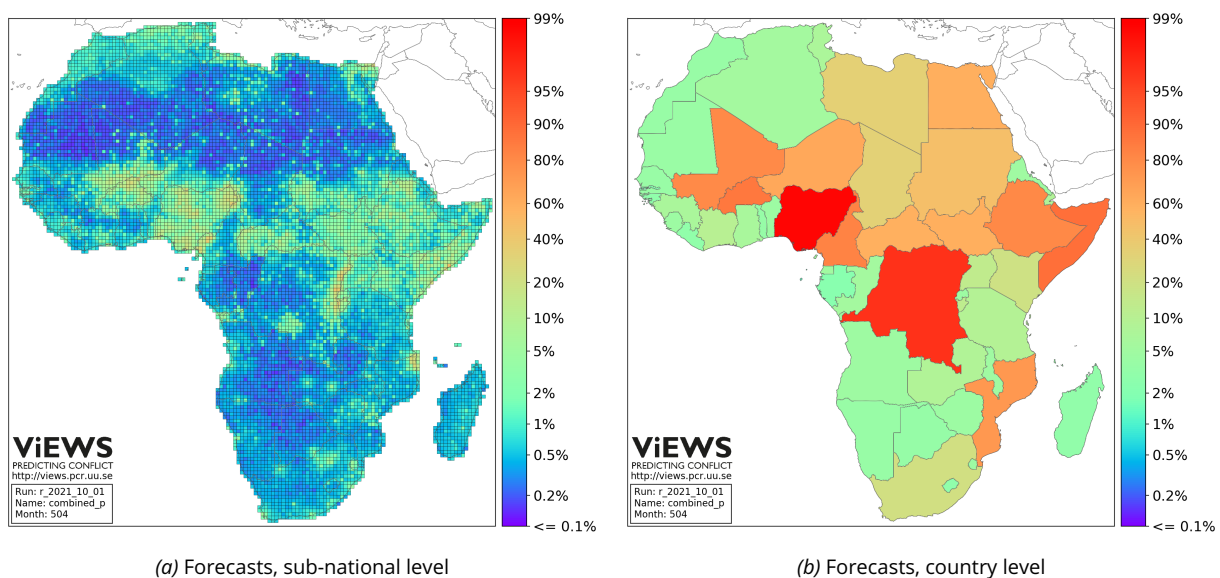 99%
95%
90%
80%
60%
40%
20%
10%
5%
2%
1%
0.5%
0.2%
<= 0.1%
ViEWS
PREDICTING CONFLICT
http://views.pcr.uu.se
Run: r_2021_10_01
Name: combined_p
Month: 504
(a) Forecasts, sub-national level
99%
95%
90%
80%
60%
40%
20%
10%
5%
2%
1%
0.5%
0.2%
<= 0.1%
ViEWS
PREDICTING CONFLICT
http://views.pcr.uu.se
Run: r_2021_10_01
Name: combined_p
Month: 504
(b) Forecasts, country level